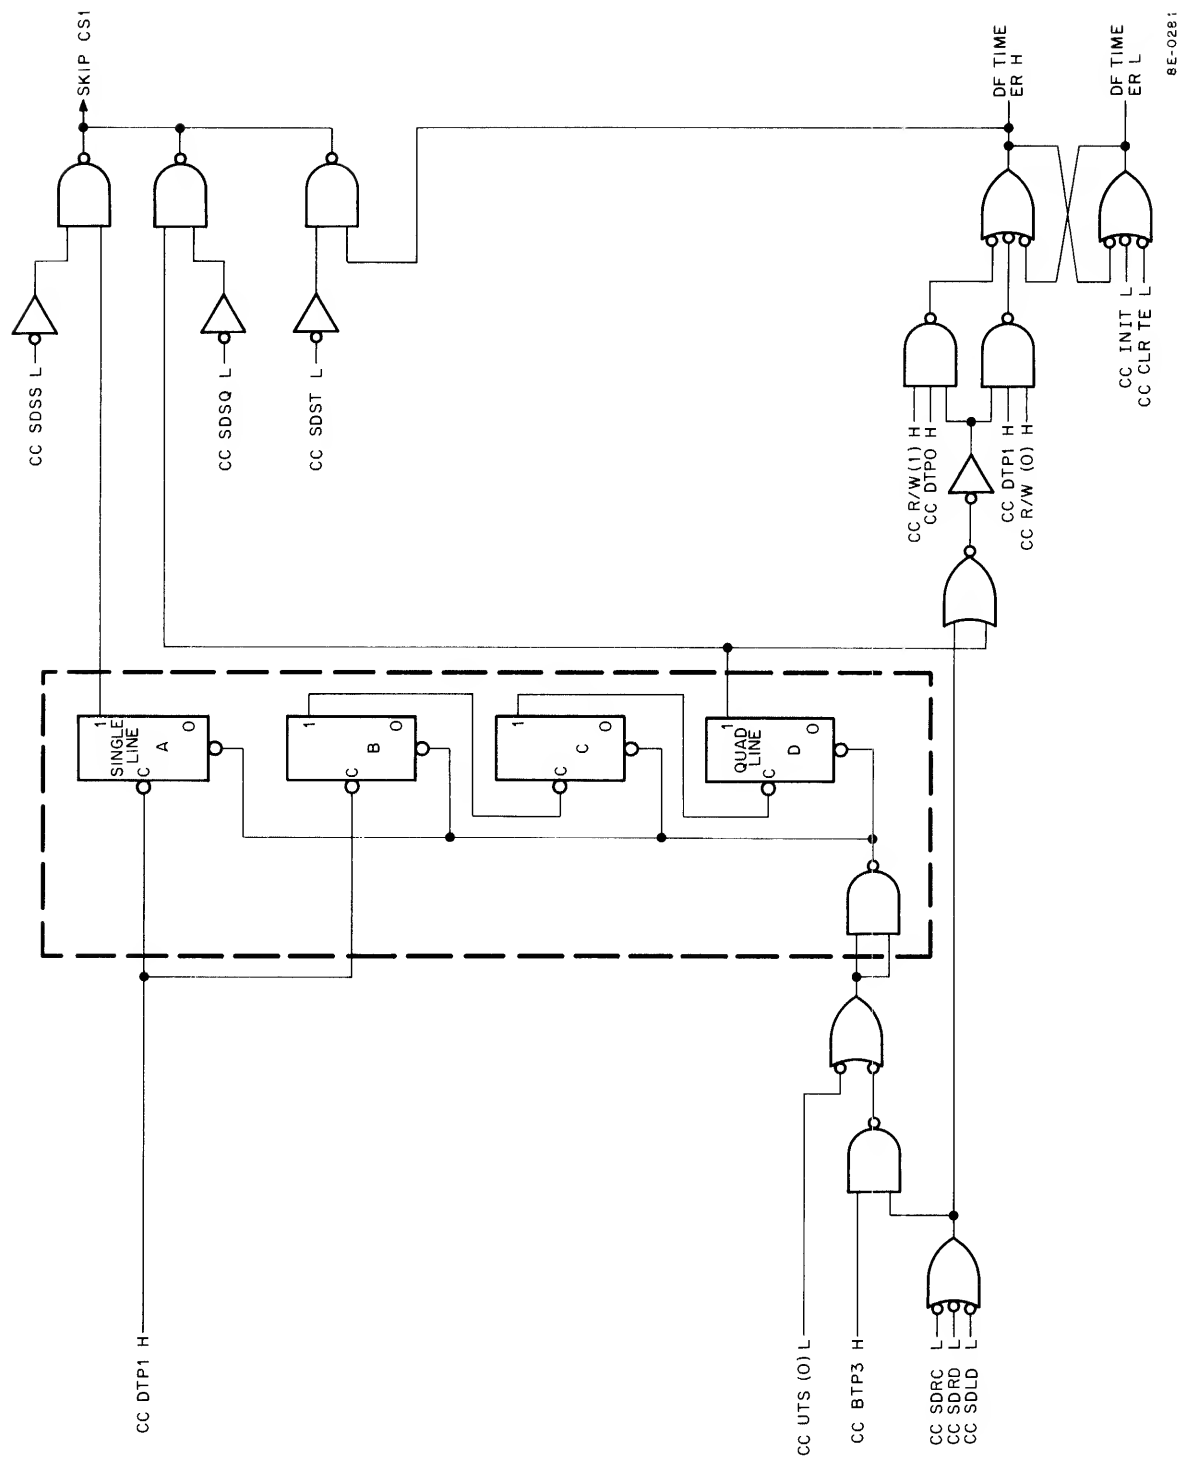 SKIP CS1
CC SDSS L
CC SDSQ L
CC SDST L
DF TIME
ER H
DF TIME
ER L
CC R/W(1) H
CC DTP0 H
CC DTP1 H
CC R/W (0) H
CC INIT L
CC CLR TE L
SINGLE
LINE
C
A
1
0
C
B
1
0
C
C
1
0
QUAD
LINE
C
D
1
0
CC DTP1 H
CC UTS (0) L
CC BTP3 H
CC SDRC L
CC SDRD L
CC SDLD L
8E-0281